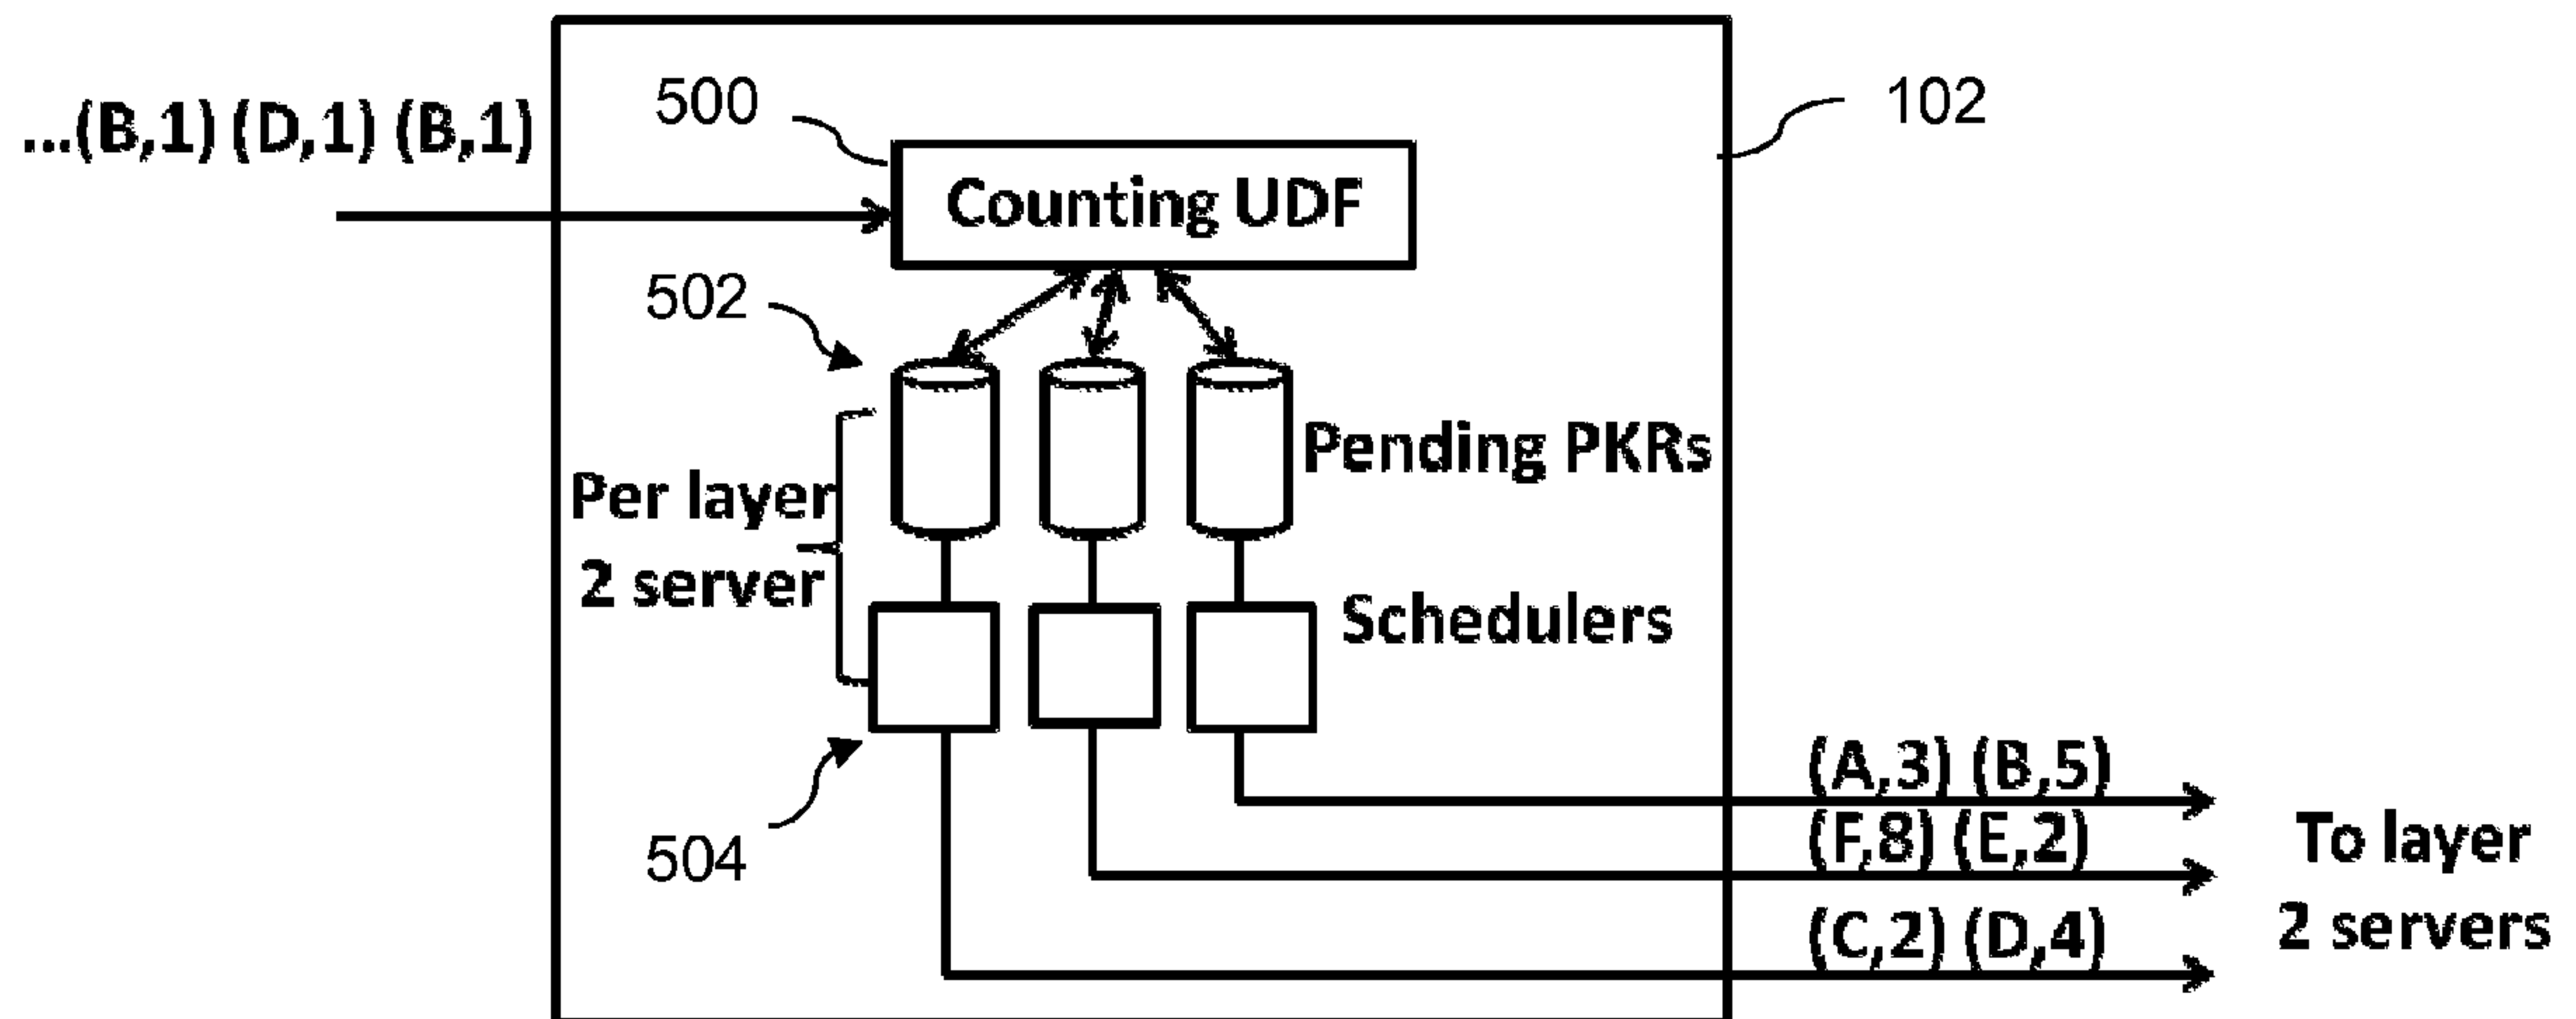 ...(B,1) (D,1) (B,1)
500
102
Counting UDF
502
Pending PKRs
Per layer
2 server
Schedulers
504
(A,3) (B,5)
(F,8) (E,2)
(C,2) (D,4)
To layer
2 servers